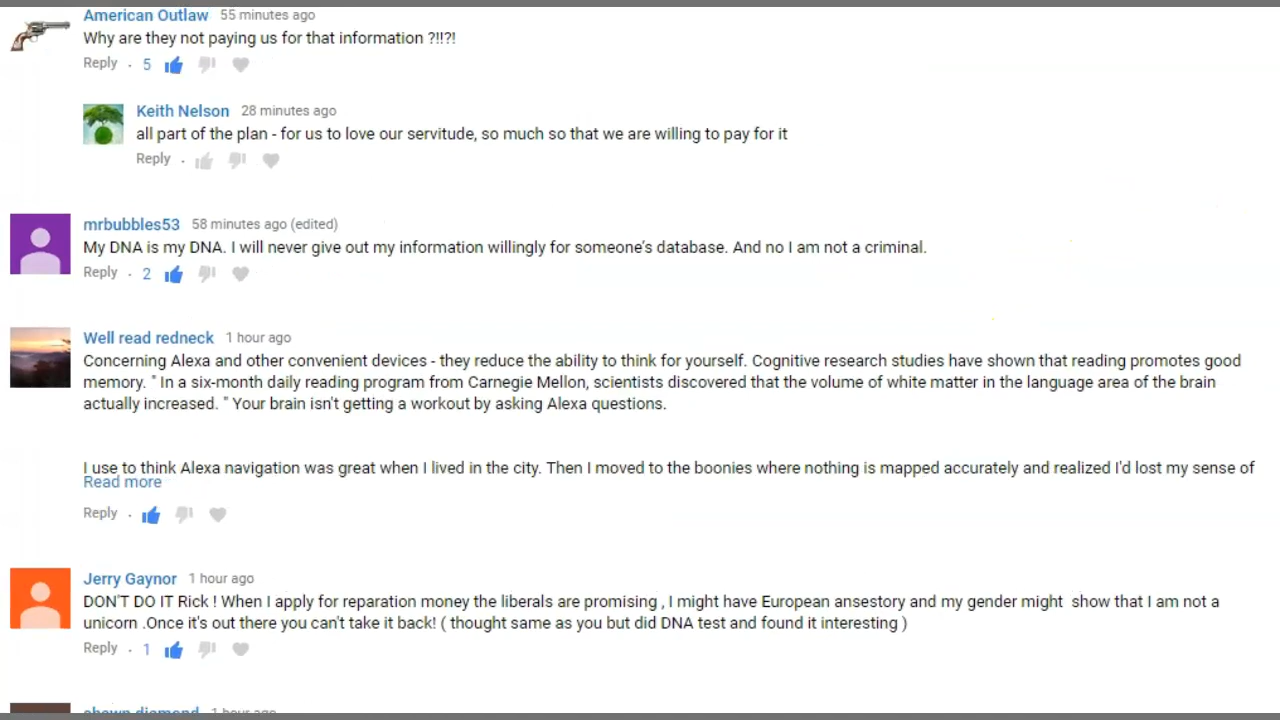 American Outlaw 55 minutes ago
Why are they not paying us for that information ?!!?!
Reply . 5
Keith Nelson 28 minutes ago
all part of the plan - for us to love our servitude, so much so that we are willing to pay for it
Reply .
mrbubbles53 58 minutes ago (edited)
My DNA is my DNA. I will never give out my information willingly for someone's database. And no I am not a criminal.
Reply . 2
Well read redneck 1 hour ago
Concerning Alexa and other convenient devices - they reduce the ability to think for yourself. Cognitive research studies have shown that reading promotes good
memory. " In a six-month daily reading program from Carnegie Mellon, scientists discovered that the volume of white matter in the language area of the brain
actually increased. " Your brain isn't getting a workout by asking Alexa questions.
I use to think Alexa navigation was great when I lived in the city. Then I moved to the boonies where nothing is mapped accurately and realized I'd lost my sense of
Read more
Reply .
Jerry Gaynor 1 hour ago
DON'T DO IT Rick ! When I apply for reparation money the liberals are promising , I might have European ansestory and my gender might show that I am not a
unicorn .Once it's out there you can't take it back! ( thought same as you but did DNA test and found it interesting )
Reply . 1
shawn diamond 1 hour ago